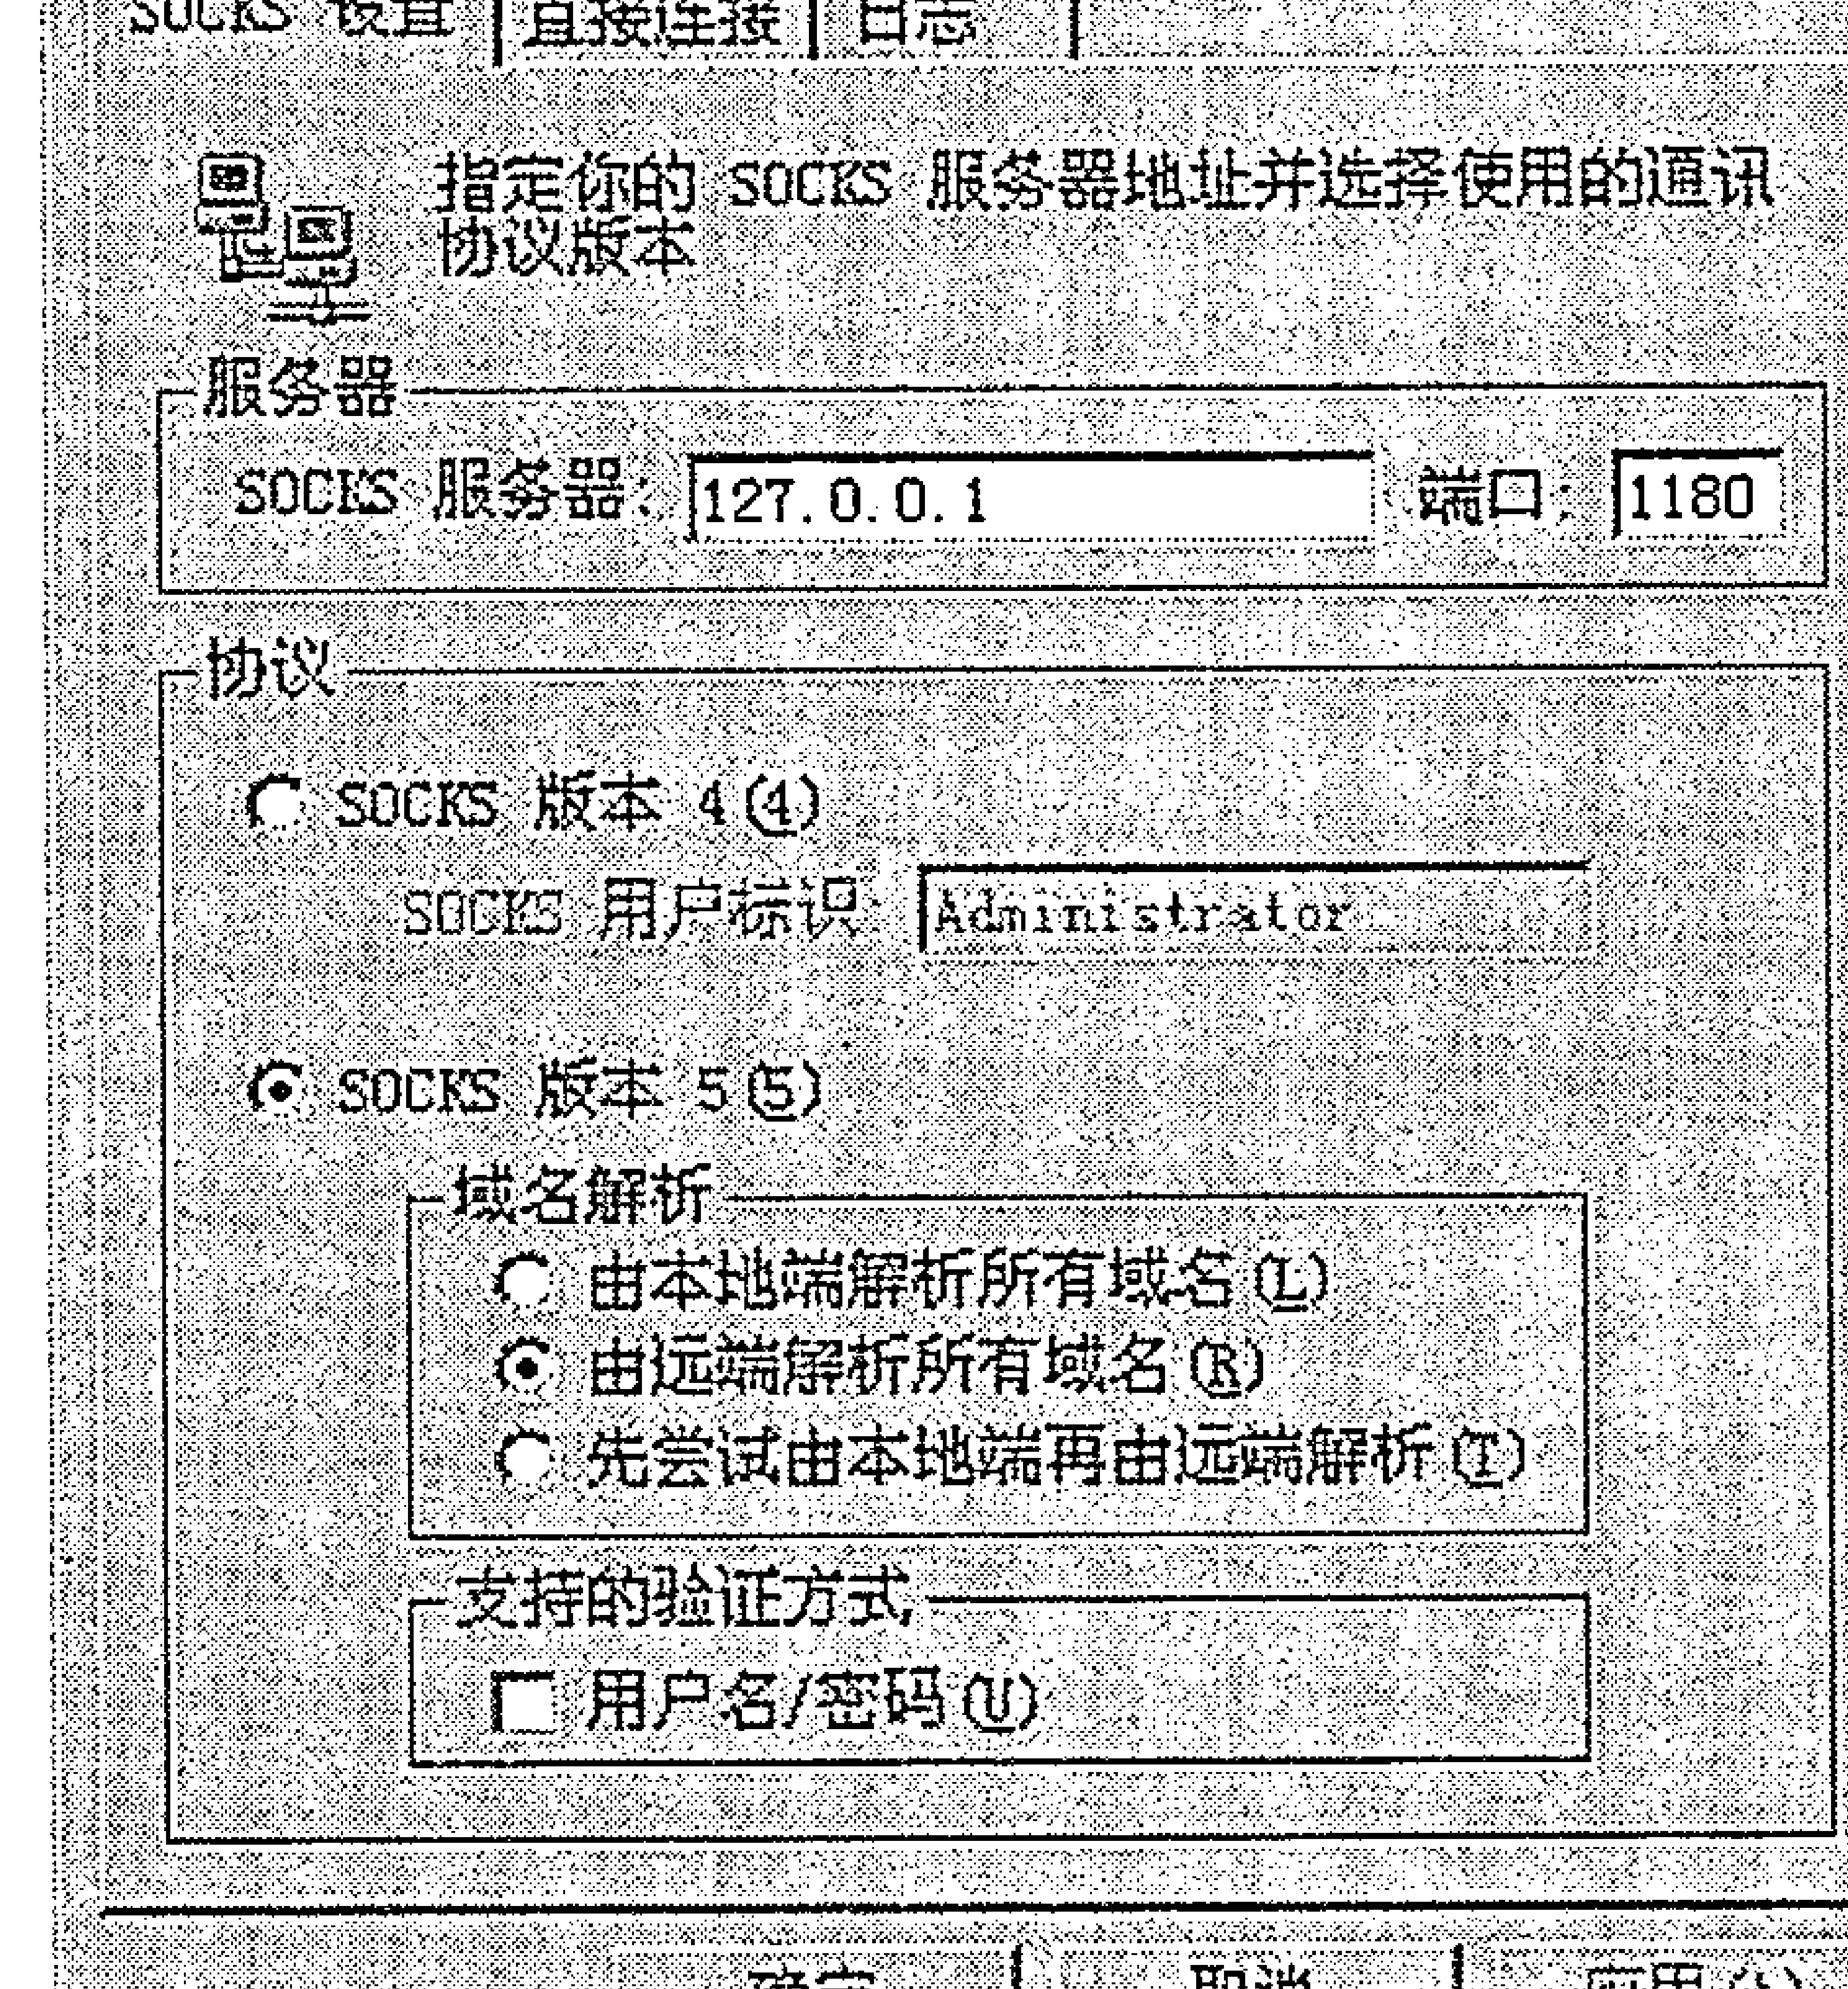 SOCKS 设置 直接连接 日志
指定你的 SOCKS 服务器地址并选择使用的通讯
协议版本
服务器
SOCKS 服务器: 127.0.0.1 端口: 1180
协议
SOCKS 版本 4(4)
SOCKS 用户标识 Administrator
SOCKS 版本 5(5)
域名解析
由本地端解析所有域名(L)
由远端解析所有域名(R)
先尝试由本地端再由远端解析(T)
支持的验证方式
用户名/密码(U)
确定 取消